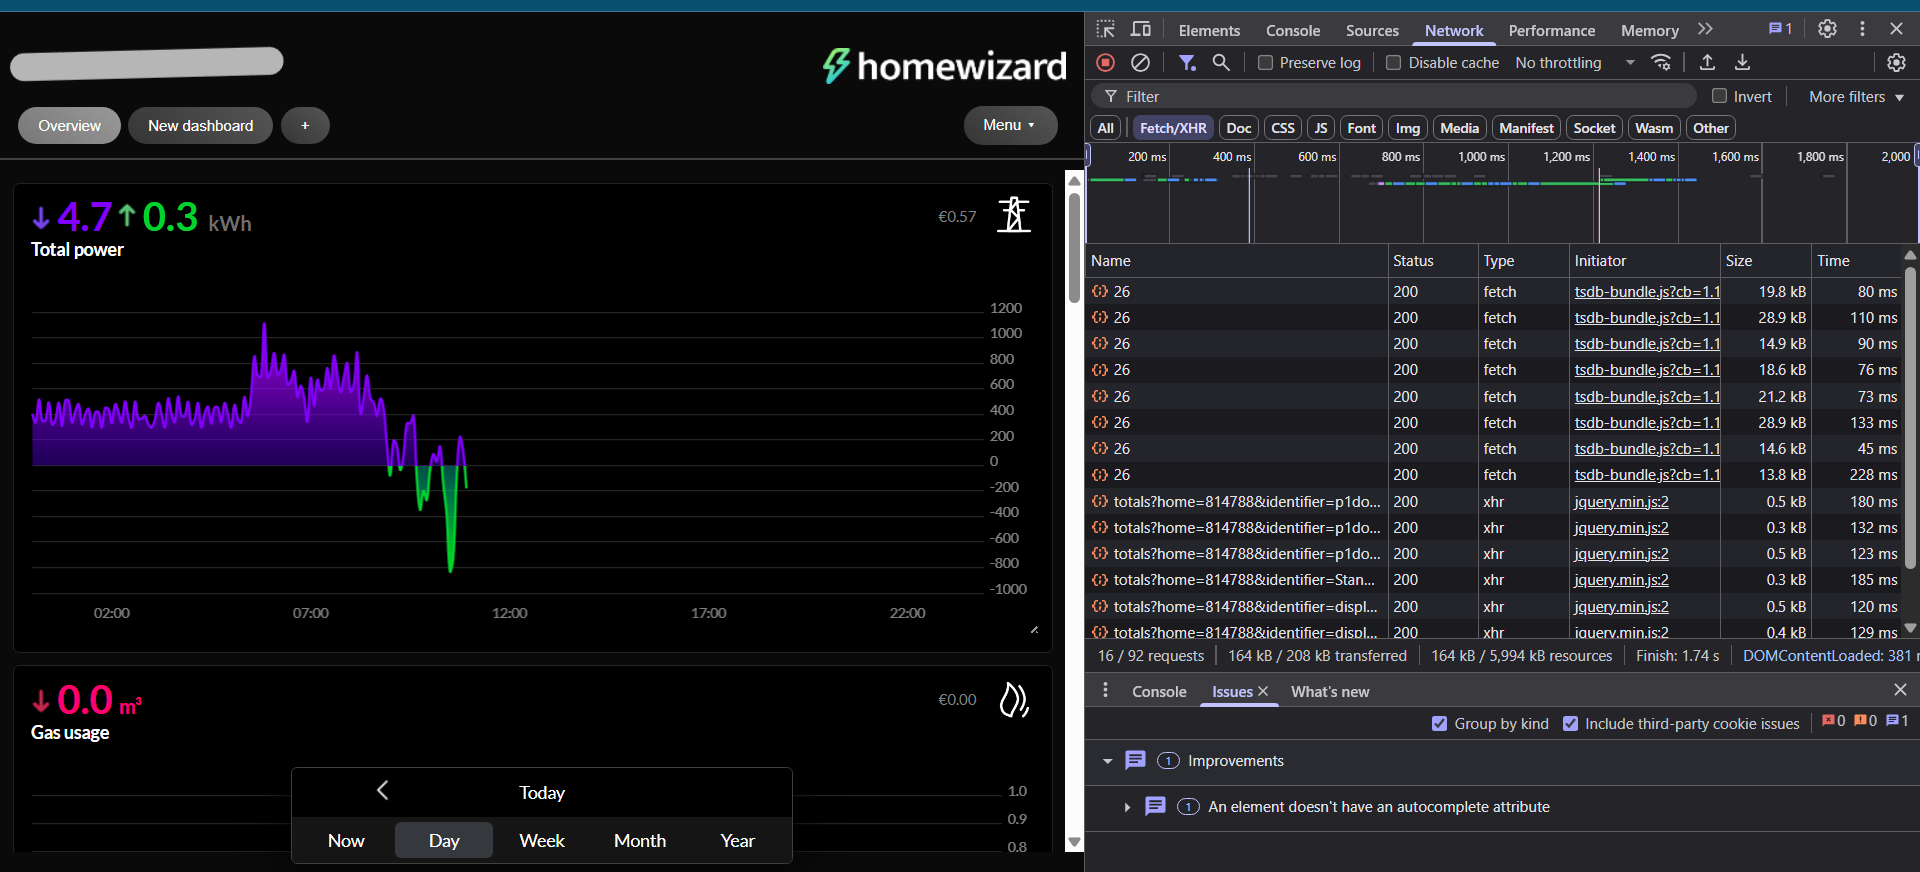 homewizard
Overview
New dashboard
+
Menu
4.7 0.3 kWh
€0.57
Total power
1200
1000
800
600
400
200
0
-200
-400
-600
-800
-1000
02:00 07:00 12:00 17:00 22:00
0.0 m³
€0.00
Gas usage
1.0
0.9
0.8
Today
Now Day Week Month Year
Elements Console Sources Network Performance Memory 1
Preserve log Disable cache No throttling
Filter Invert More filters
All Fetch/XHR Doc CSS JS Font Img Media Manifest Socket Wasm Other
200 ms 400 ms 600 ms 800 ms 1,000 ms 1,200 ms 1,400 ms 1,600 ms 1,800 ms 2,000
Name Status Type Initiator Size Time
26 200 fetch tsdb-bundle.js?cb=1.1 19.8 kB 80 ms
26 200 fetch tsdb-bundle.js?cb=1.1 28.9 kB 110 ms
26 200 fetch tsdb-bundle.js?cb=1.1 14.9 kB 90 ms
26 200 fetch tsdb-bundle.js?cb=1.1 18.6 kB 76 ms
26 200 fetch tsdb-bundle.js?cb=1.1 21.2 kB 73 ms
26 200 fetch tsdb-bundle.js?cb=1.1 28.9 kB 133 ms
26 200 fetch tsdb-bundle.js?cb=1.1 14.6 kB 45 ms
26 200 fetch tsdb-bundle.js?cb=1.1 13.8 kB 228 ms
totals?home=814788&identifier=p1do... 200 xhr jquery.min.js:2 0.5 kB 180 ms
totals?home=814788&identifier=p1do... 200 xhr jquery.min.js:2 0.3 kB 132 ms
totals?home=814788&identifier=p1do... 200 xhr jquery.min.js:2 0.5 kB 123 ms
totals?home=814788&identifier=Stan... 200 xhr jquery.min.js:2 0.3 kB 185 ms
totals?home=814788&identifier=displ... 200 xhr jquery.min.js:2 0.5 kB 120 ms
totals?home=814788&identifier=displ... 200 xhr jquery.min.js:2 0.4 kB 129 ms
16 / 92 requests 164 kB / 208 kB transferred 164 kB / 5,994 kB resources Finish: 1.74 s DOMContentLoaded: 381
Console Issues What's new
Group by kind Include third-party cookie issues 0 0 1
1 Improvements
1 An element doesn't have an autocomplete attribute